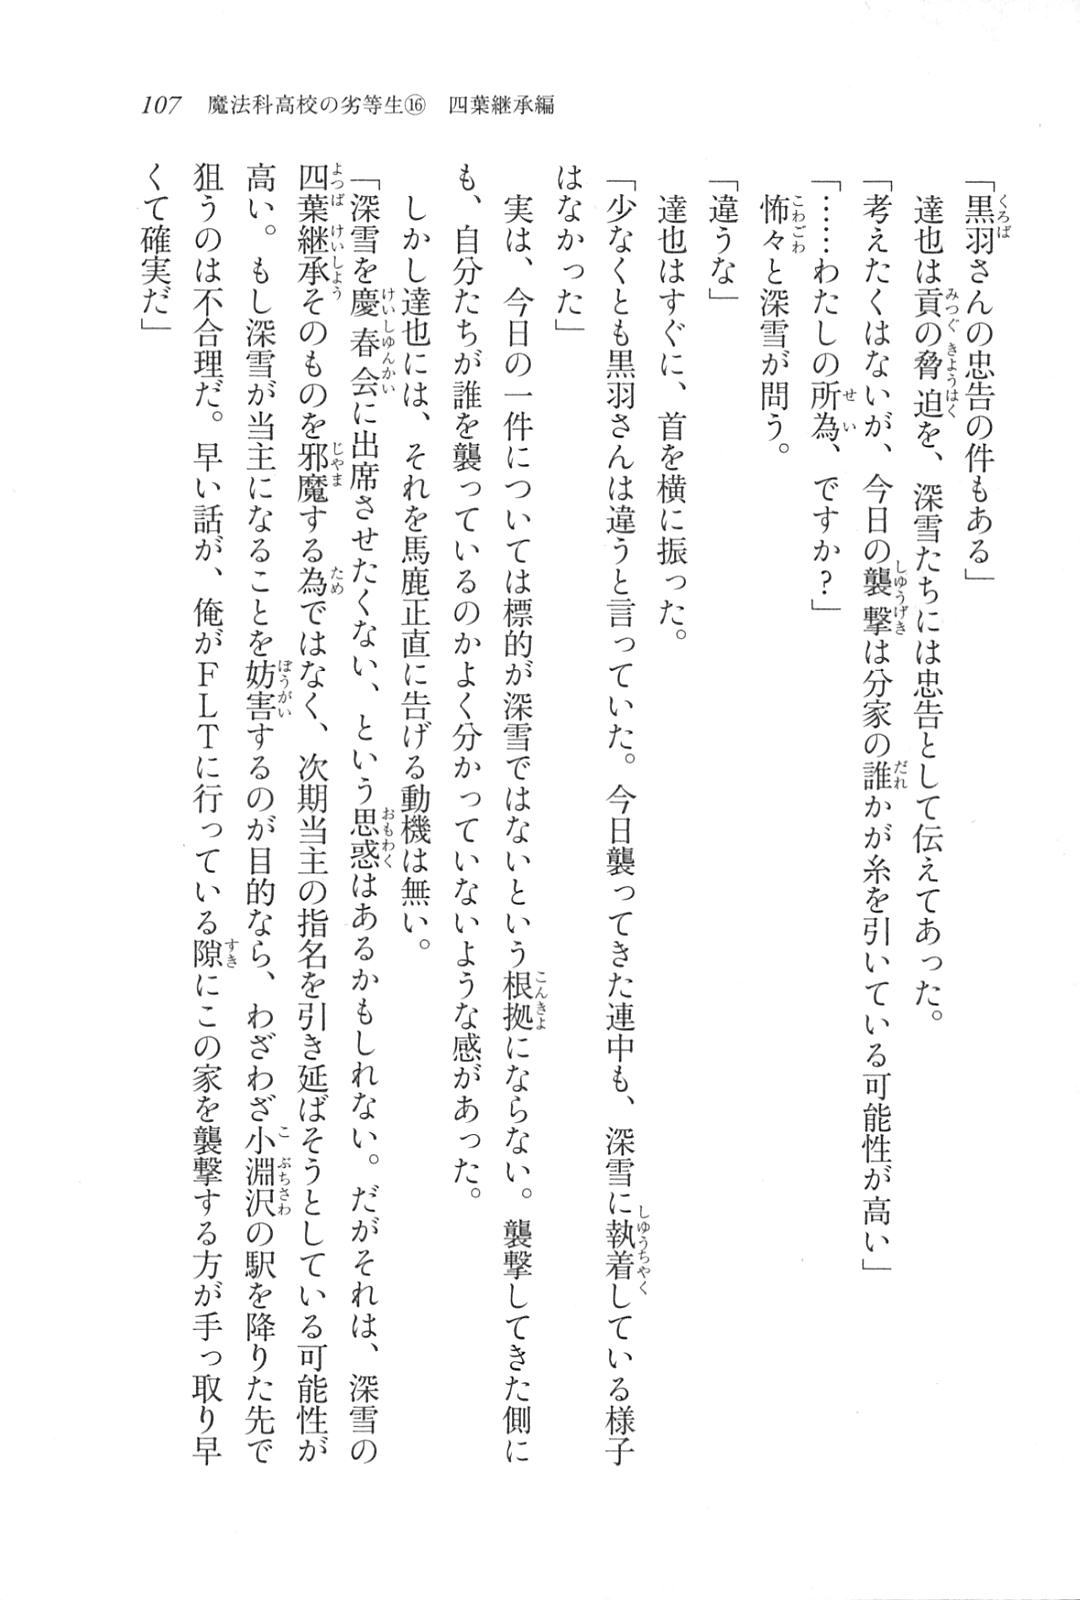 107 魔法科高校の劣等生⑯ 四葉継承編
「黒羽さんの忠告の件もある」
達也は貢の脅迫を、深雪たちには忠告として伝えてあった。
「考えたくはないが、今日の襲撃は分家の誰かが糸を引いている可能性が高い」
「……わたしの所為、ですか？」
怖々と深雪が問う。
「違うな」
達也はすぐに、首を横に振った。
「少なくとも黒羽さんは違うと言っていた。今日襲ってきた連中も、深雪に執着している様子
はなかった」
実は、今日の一件については標的が深雪ではないという根拠にならない。襲撃してきた側に
も、自分たちが誰を襲っているのかよく分かっていないような感があった。
しかし達也には、それを馬鹿正直に告げる動機は無い。
「深雪を慶春会に出席させたくない、という思惑はあるかもしれない。だがそれは、深雪の
四葉継承そのものを邪魔する為ではなく、次期当主の指名を引き延ばそうとしている可能性が
高い。もし深雪が当主になることを妨害するのが目的なら、わざわざ小淵沢の駅を降りた先で
狙うのは不合理だ。早い話が、俺がＦＬＴに行っている隙にこの家を襲撃する方が手っ取り早
くて確実だ」